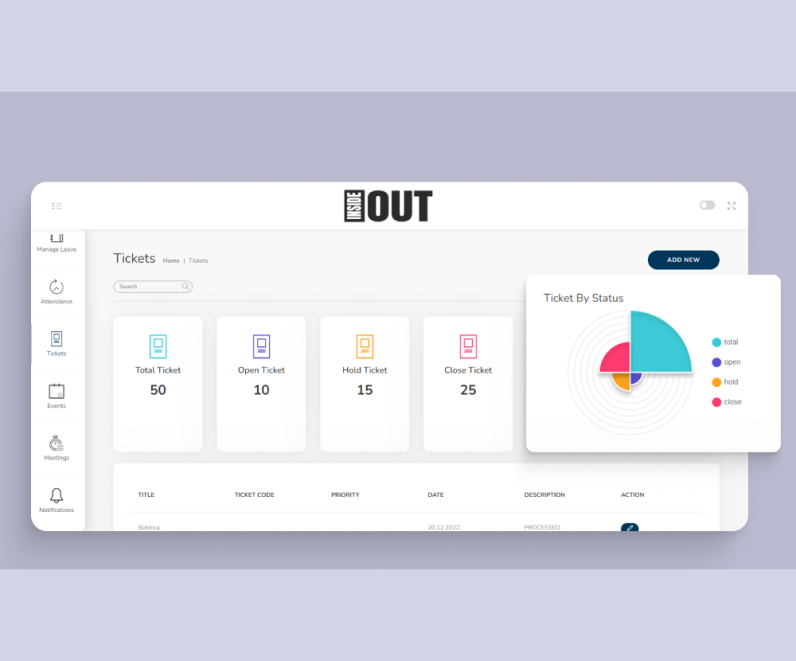 INSIDE OUT
Manage Leave
Attendance
Tickets
Events
Meetings
Notifications
Tickets Home | Tickets
ADD NEW
Search
Total Ticket
50
Open Ticket
10
Hold Ticket
15
Close Ticket
25
Ticket By Status
total
open
hold
close
TITLE TICKET CODE PRIORITY DATE DESCRIPTION ACTION
20.12.2022 PROCESSED